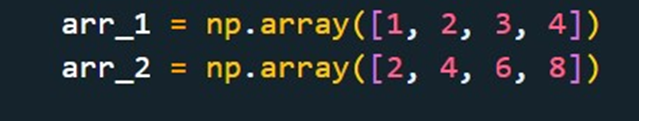 arr_1 = np.array([1, 2, 3, 4])
arr_2 = np.array([2, 4, 6, 8])